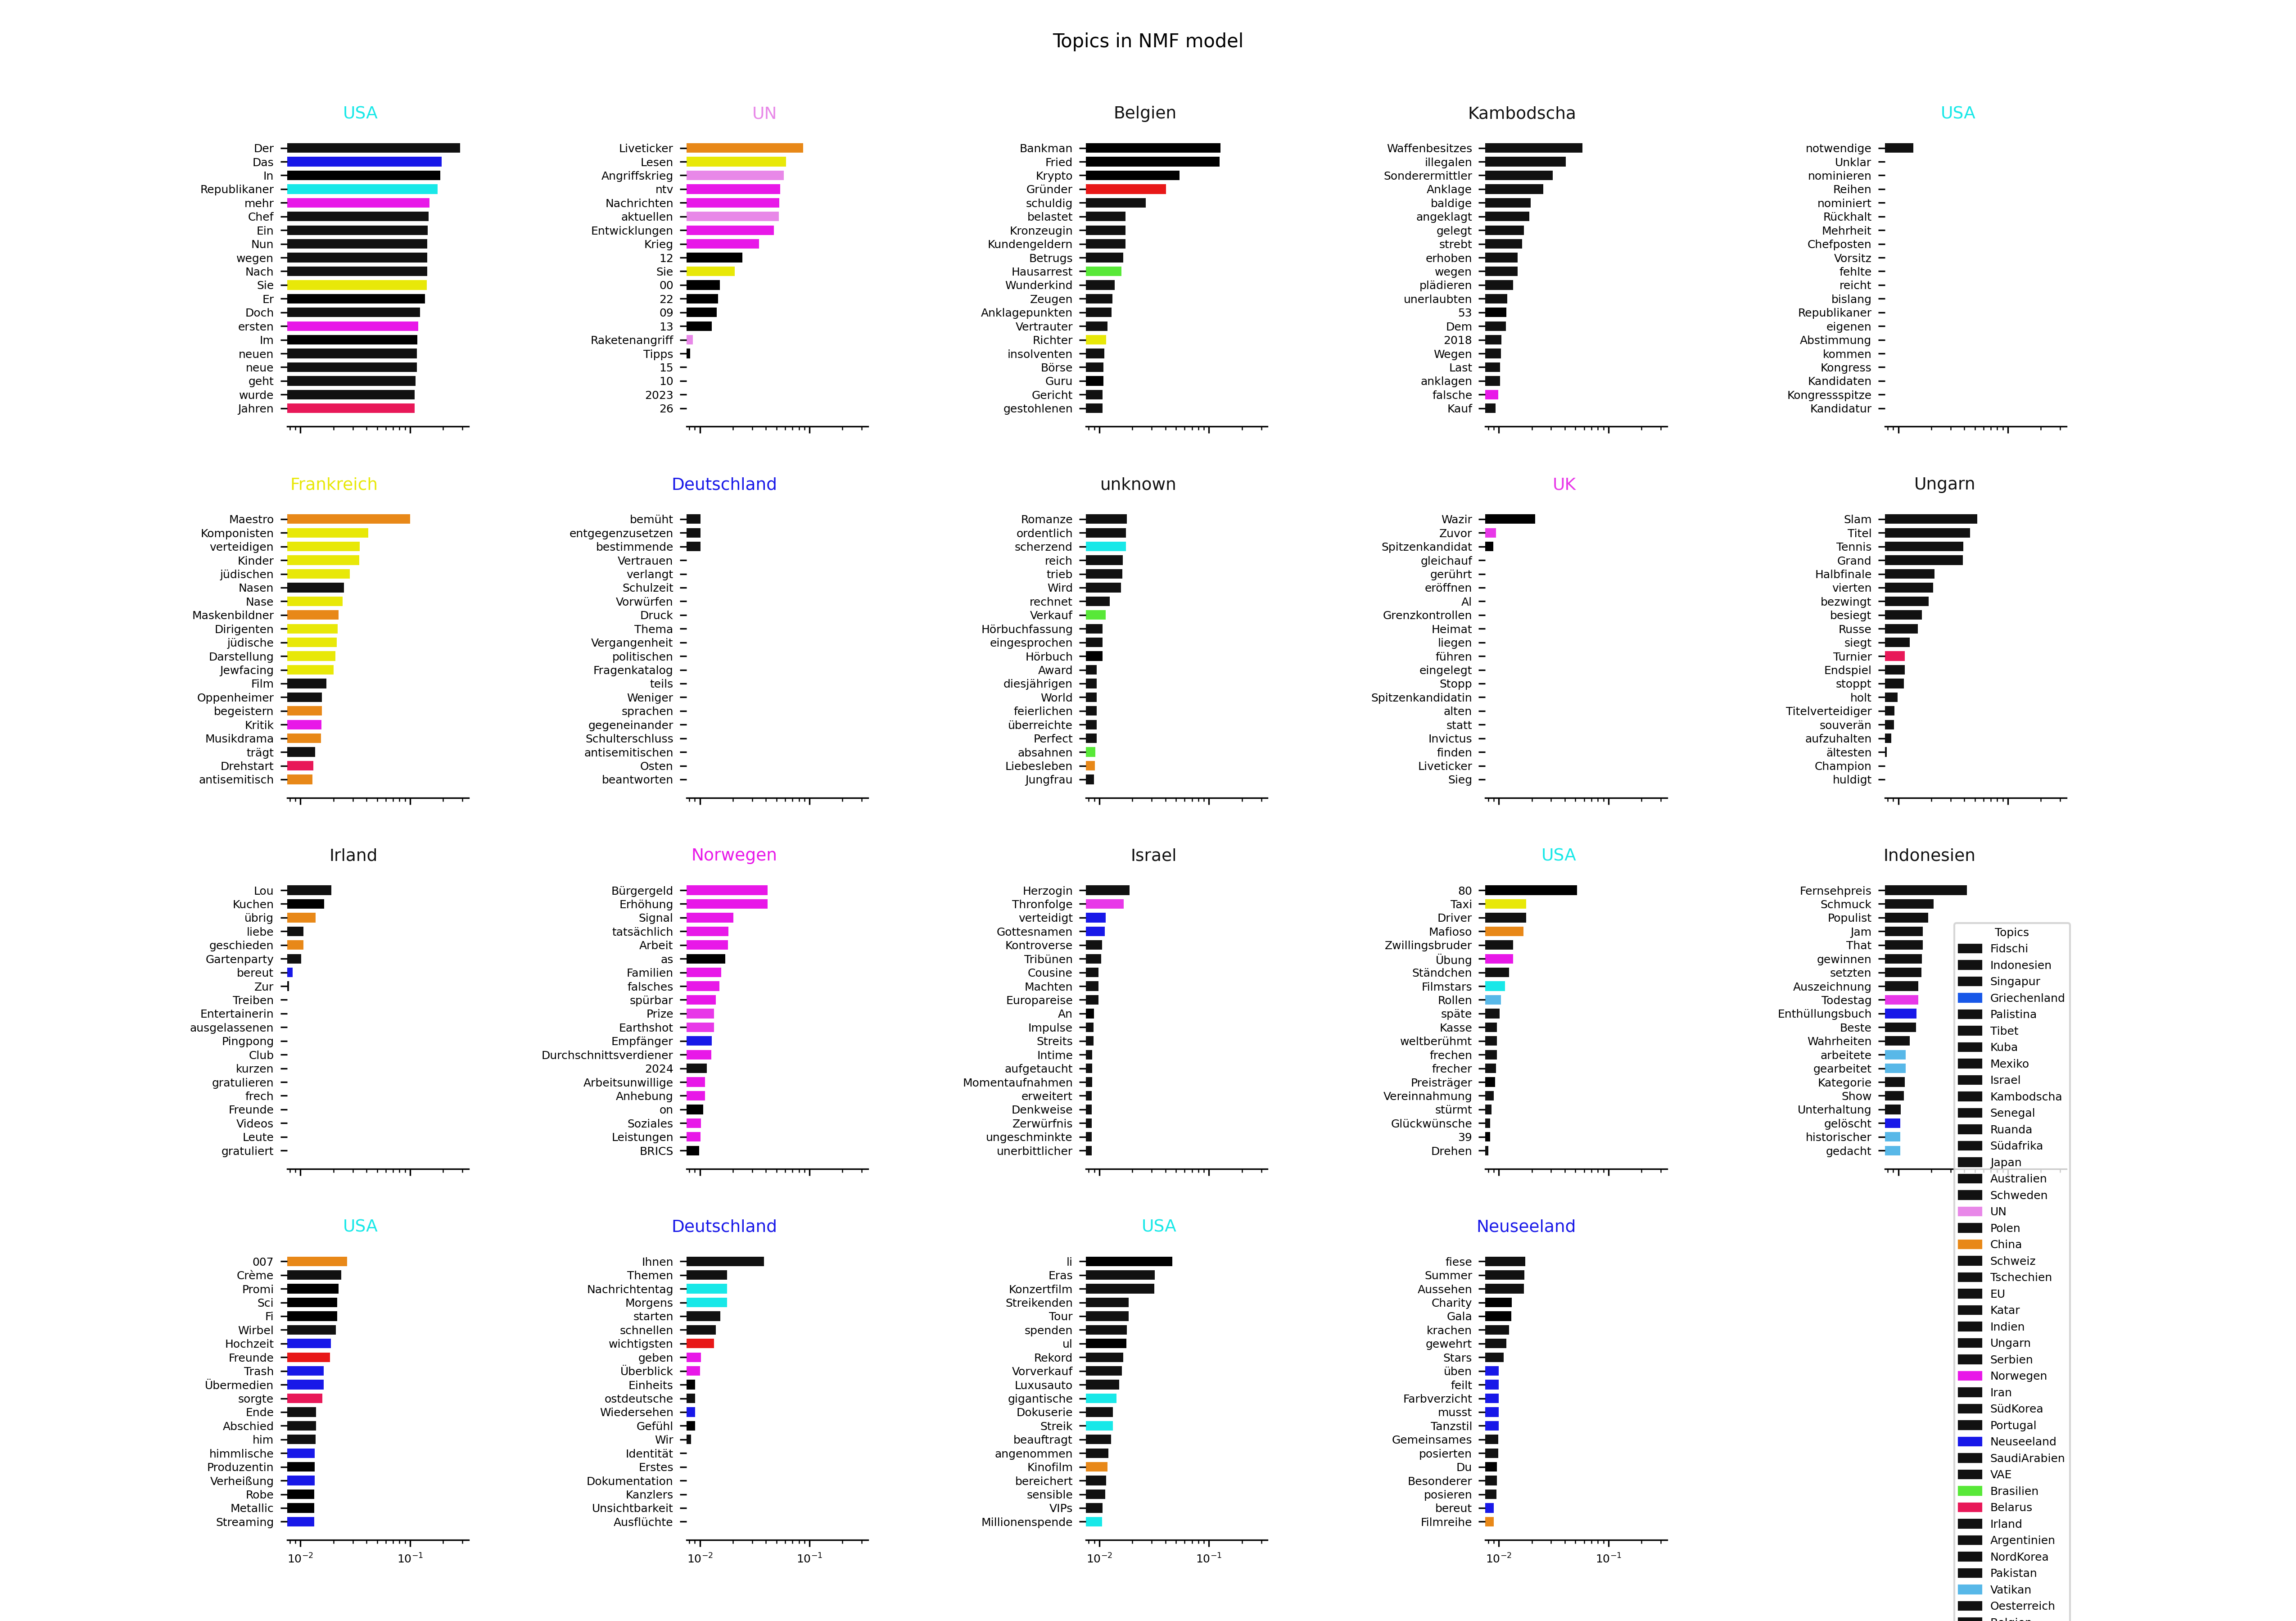 Topics in NMF model
USA
Der
Das
In
Republikaner
mehr
Chef
Ein
Nun
wegen
Nach
Sie
Er
Doch
ersten
Im
neuen
neue
geht
wurde
Jahren
UN
Liveticker
Lesen
Angriffskrieg
ntv
Nachrichten
aktuellen
Entwicklungen
Krieg
12
Sie
00
22
09
13
Raketenangriff
Tipps
15
10
2023
26
Belgien
Bankman
Fried
Krypto
Gründer
schuldig
belastet
Kronzeugin
Kundengeldern
Betrugs
Hausarrest
Wunderkind
Zeugen
Anklagepunkten
Vertrauter
Richter
insolventen
Börse
Guru
Gericht
gestohlenen
Kambodscha
Waffenbesitzes
illegalen
Sonderermittler
Anklage
baldige
angeklagt
gelegt
strebt
erhoben
wegen
plädieren
unerlaubten
53
Dem
2018
Wegen
Last
anklagen
falsche
Kauf
USA
notwendige
Unklar
nominieren
Reihen
nominiert
Rückhalt
Mehrheit
Chefposten
Vorsitz
fehlte
reicht
bislang
Republikaner
eigenen
Abstimmung
kommen
Kongress
Kandidaten
Kongressspitze
Kandidatur
Frankreich
Maestro
Komponisten
verteidigen
Kinder
jüdischen
Nasen
Nase
Maskenbildner
Dirigenten
jüdische
Darstellung
Jewfacing
Film
Oppenheimer
begeistern
Kritik
Musikdrama
trägt
Drehstart
antisemitisch
Deutschland
bemüht
entgegenzusetzen
bestimmende
Vertrauen
verlangt
Schulzeit
Vorwürfen
Druck
Thema
Vergangenheit
politischen
Fragenkatalog
teils
Weniger
sprachen
gegeneinander
Schulterschluss
antisemitischen
Osten
beantworten
unknown
Romanze
ordentlich
scherzend
reich
trieb
Wird
rechnet
Verkauf
Hörbuchfassung
eingesprochen
Hörbuch
Award
diesjährigen
World
feierlichen
überreichte
Perfect
absahnen
Liebesleben
Jungfrau
UK
Wazir
Zuvor
Spitzenkandidat
gleichauf
gerührt
eröffnen
Al
Grenzkontrollen
Heimat
liegen
führen
eingelegt
Stopp
Spitzenkandidatin
alten
statt
Invictus
finden
Liveticker
Sieg
Ungarn
Slam
Titel
Tennis
Grand
Halbfinale
vierten
bezwingt
besiegt
Russe
siegt
Turnier
Endspiel
stoppt
holt
Titelverteidiger
souverän
aufzuhalten
ältesten
Champion
huldigt
Irland
Lou
Kuchen
übrig
liebe
geschieden
Gartenparty
bereut
Zur
Treiben
Entertainerin
ausgelassenen
Pingpong
Club
kurzen
gratulieren
frech
Freunde
Videos
Leute
gratuliert
Norwegen
Bürgergeld
Erhöhung
Signal
tatsächlich
Arbeit
as
Familien
falsches
spürbar
Prize
Earthshot
Empfänger
Durchschnittsverdiener
2024
Arbeitsunwillige
Anhebung
on
Soziales
Leistungen
BRICS
Israel
Herzogin
Thronfolge
verteidigt
Gottesnamen
Kontroverse
Tribünen
Cousine
Machten
Europareise
An
Impulse
Streits
Intime
aufgetaucht
Momentaufnahmen
erweitert
Denkweise
Zerwürfnis
ungeschminkte
unerbittlicher
USA
80
Taxi
Driver
Mafioso
Zwillingsbruder
Übung
Ständchen
Filmstars
Rollen
späte
Kasse
weltberühmt
frechen
frecher
Preisträger
Vereinnahmung
stürmt
Glückwünsche
39
Drehen
Indonesien
Fernsehpreis
Schmuck
Populist
Jam
That
gewinnen
setzten
Auszeichnung
Todestag
Enthüllungsbuch
Beste
Wahrheiten
arbeitete
gearbeitet
Kategorie
Show
Unterhaltung
gelöscht
historischer
gedacht
USA
007
Crème
Promi
Sci
Fi
Wirbel
Hochzeit
Freunde
Trash
Übermedien
sorgte
Ende
Abschied
him
himmlische
Produzentin
Verheißung
Robe
Metallic
Streaming
10⁻²
10⁻¹
Deutschland
Ihnen
Themen
Nachrichtentag
Morgens
starten
schnellen
wichtigsten
geben
Überblick
Einheits
ostdeutsche
Wiedersehen
Gefühl
Wir
Identität
Erstes
Dokumentation
Kanzlers
Unsichtbarkeit
Ausflüchte
10⁻²
10⁻¹
USA
li
Eras
Konzertfilm
Streikenden
Tour
spenden
ul
Rekord
Vorverkauf
Luxusauto
gigantische
Dokuserie
Streik
beauftragt
angenommen
Kinofilm
bereichert
sensible
VIPs
Millionenspende
10⁻²
10⁻¹
Neuseeland
fiese
Summer
Aussehen
Charity
Gala
krachen
gewehrt
Stars
üben
feilt
Farbverzicht
musst
Tanzstil
Gemeinsames
posierten
Du
Besonderer
posieren
bereut
Filmreihe
10⁻²
10⁻¹
Topics
Fidschi
Indonesien
Singapur
Griechenland
Palistina
Tibet
Kuba
Mexiko
Israel
Kambodscha
Senegal
Ruanda
Südafrika
Japan
Australien
Schweden
UN
Polen
China
Schweiz
Tschechien
EU
Katar
Indien
Ungarn
Serbien
Norwegen
Iran
SüdKorea
Portugal
Neuseeland
SaudiArabien
VAE
Brasilien
Belarus
Irland
Argentinien
NordKorea
Pakistan
Vatikan
Oesterreich